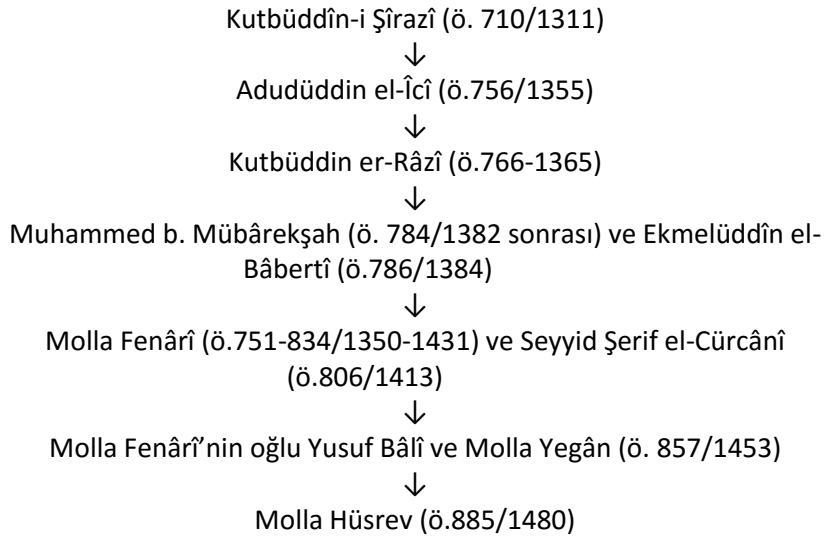 Kutbüddîn-i Şîrazî (ö. 710/1311)
↓
Adudüddin el-Îcî (ö.756/1355)
↓
Kutbüddin er-Râzî (ö.766-1365)
↓
Muhammed b. Mübârekşah (ö. 784/1382 sonrası) ve Ekmelüddîn el-
Bâbertî (ö.786/1384)
↓
Molla Fenârî (ö.751-834/1350-1431) ve Seyyid Şerif el-Cürcânî
(ö.806/1413)
↓
Molla Fenârî’nin oğlu Yusuf Bâlî ve Molla Yegân (ö. 857/1453)
↓
Molla Hüsrev (ö.885/1480)